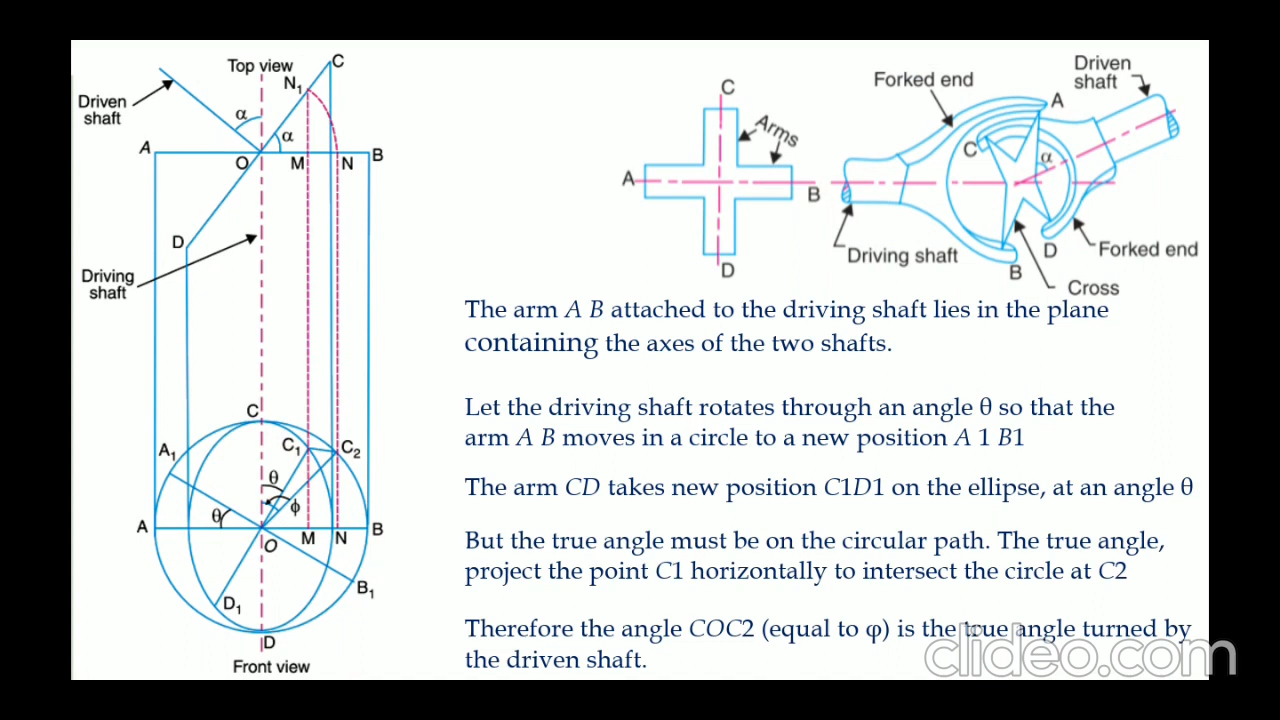 Top view
C
N1
Driven
shaft
α
α
A
O
M
N
B
D
Driving
shaft
C
A1
C1
C2
θ
φ
θ
A
O
M
N
B
D1
B1
D
Front view
C
Arms
A
B
D
Forked end
Driven
shaft
A
C
α
Driving shaft
D
Forked end
B
Cross
The arm A B attached to the driving shaft lies in the plane
containing the axes of the two shafts.
Let the driving shaft rotates through an angle θ so that the
arm A B moves in a circle to a new position A 1 B1
The arm CD takes new position C1D1 on the ellipse, at an angle θ
But the true angle must be on the circular path. The true angle,
project the point C1 horizontally to intersect the circle at C2
Therefore the angle COC2 (equal to φ) is the true angle turned by
the driven shaft.
clideo.com